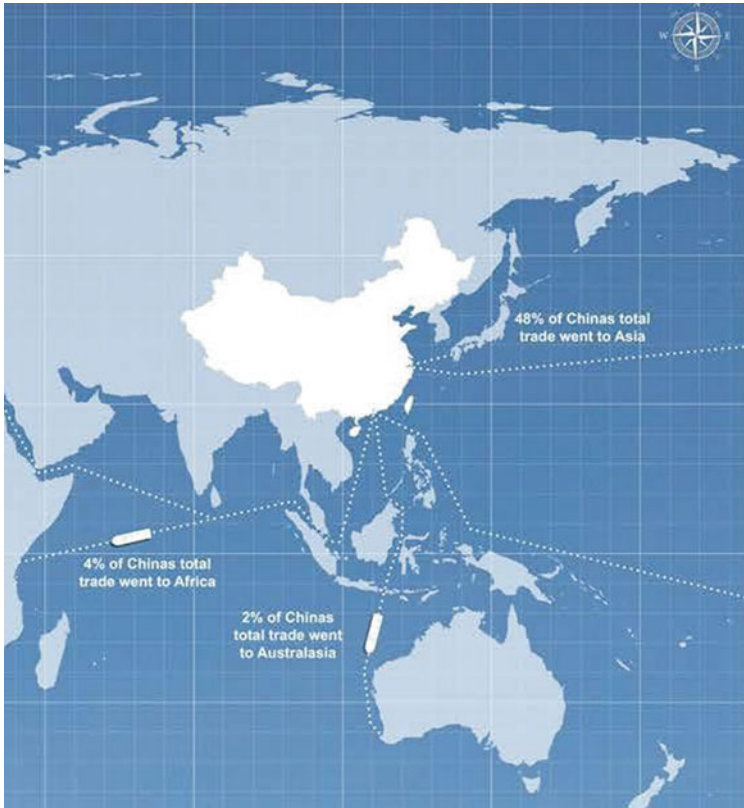 N
W
E
S
48% of Chinas total
trade went to Asia
4% of Chinas total
trade went to Africa
2% of Chinas
total trade went
to Australasia